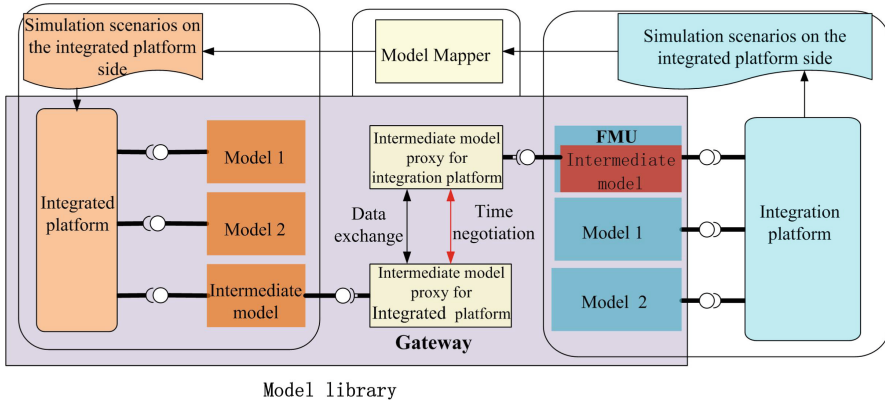 Simulation scenarios on
the integrated platform
side
Model Mapper
Simulation scenarios on the
integrated platform side
Integrated
platform
Model 1
Model 2
Intermediate
model
Intermediate model
proxy for
integration platform
Data
exchange
Time
negotiation
Intermediate model
proxy for
Integrated platform
Gateway
FMU
Intermediate
model
Model 1
Model 2
Integration
platform
Model library